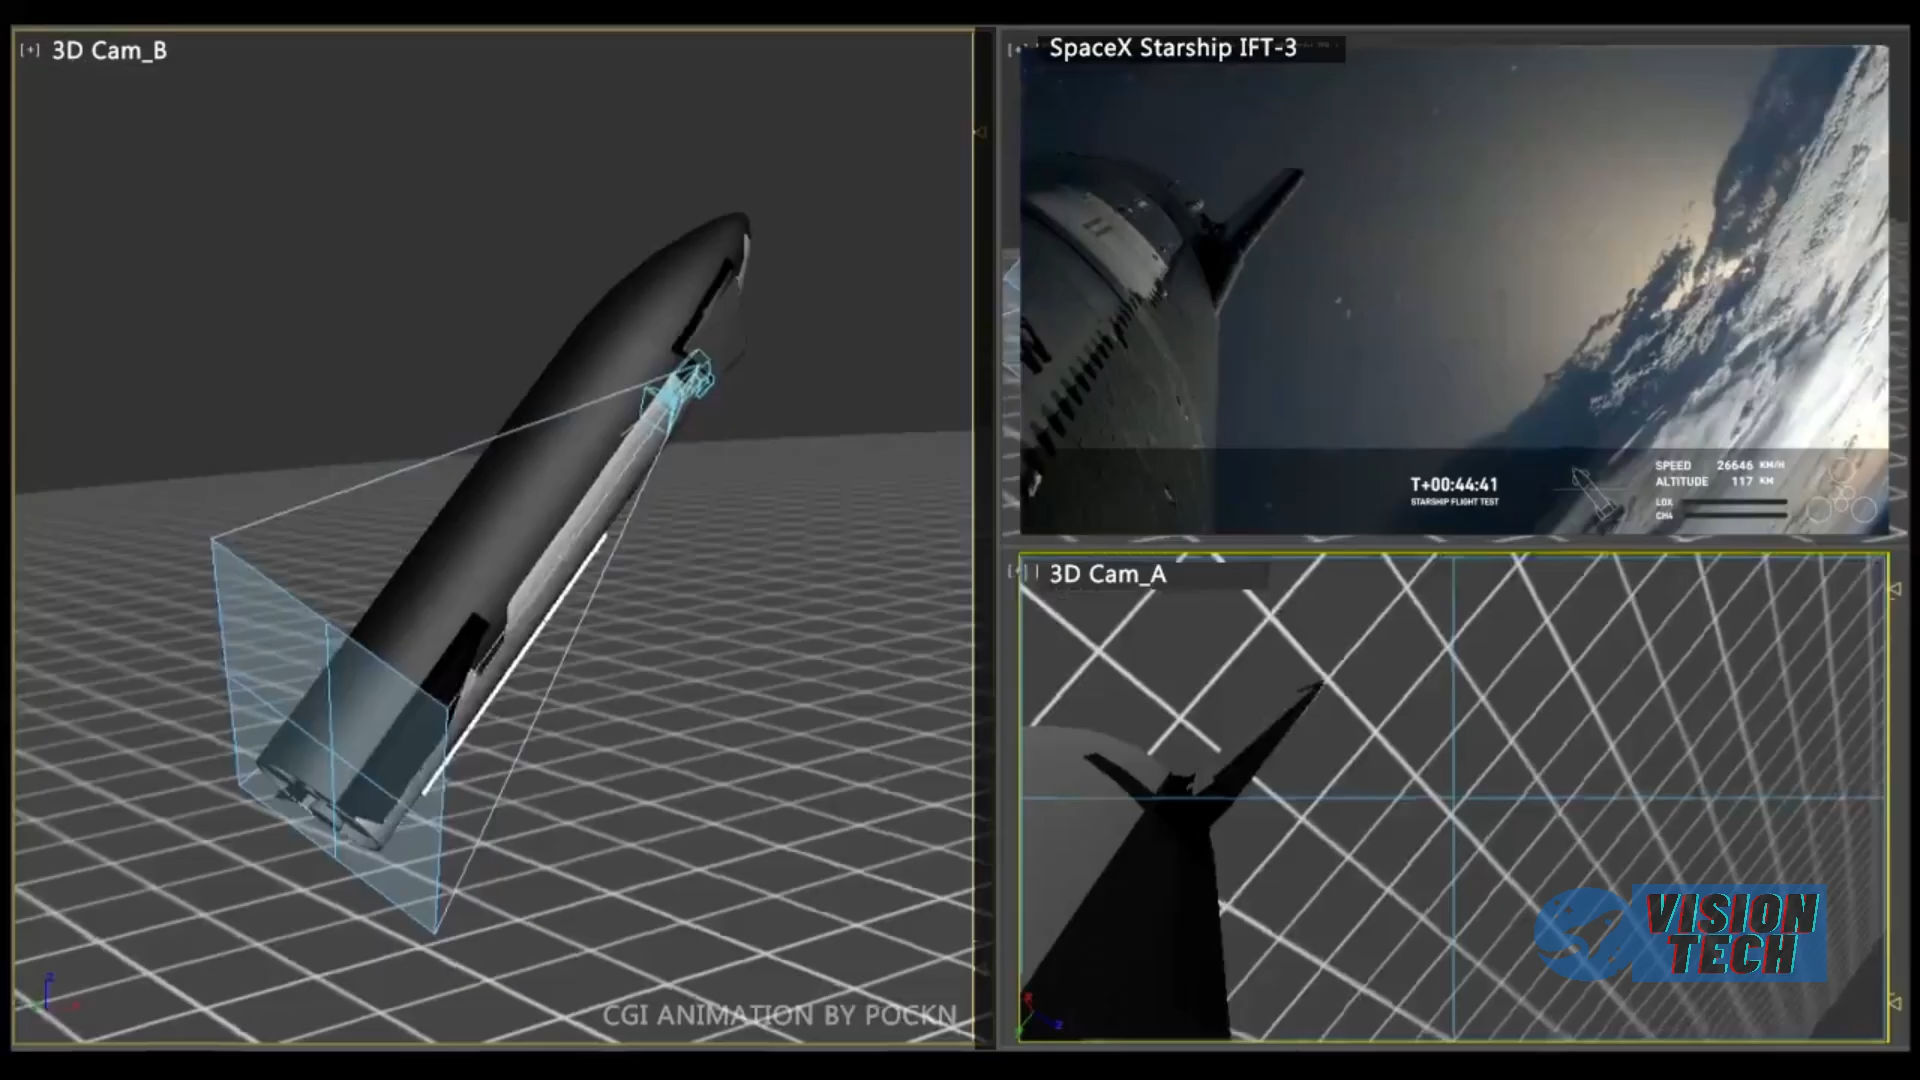 [+] 3D Cam_B
SpaceX Starship IFT-3
T+00:44:41
STARSHIP FLIGHT TEST
SPEED 26646 KM/H
ALTITUDE 117 KM
LOX
CH4
3D Cam_A
VISION
TECH
CGI ANIMATION BY POCKN